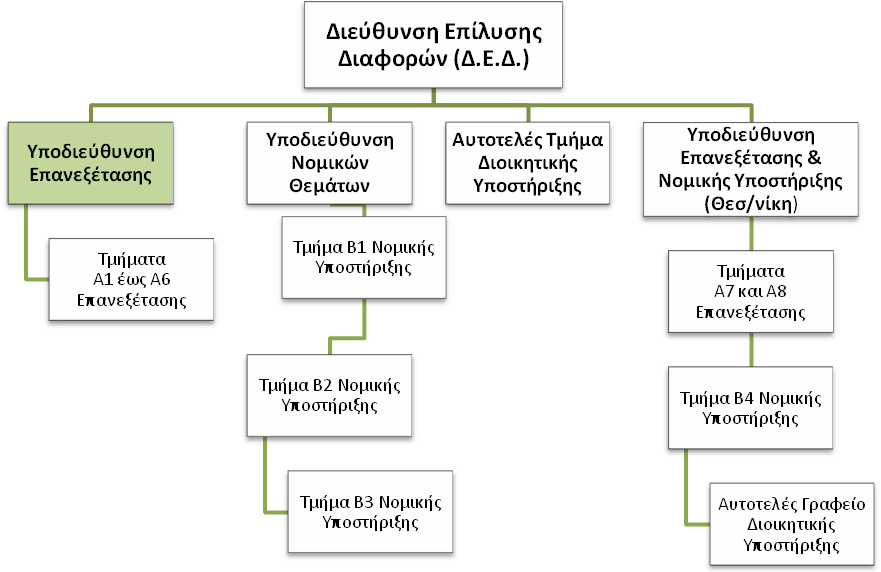 Διεύθυνση Επίλυσης
Διαφορών (Δ.Ε.Δ.)
Υποδιεύθυνση
Επανεξέτασης
Υποδιεύθυνση
Νομικών
Θεμάτων
Αυτοτελές Τμήμα
Διοικητικής
Υποστήριξης
Υποδιεύθυνση
Επανεξέτασης &
Νομικής Υποστήριξης
(Θεσ/νίκη)
Τμήματα
Α1 έως Α6
Επανεξέτασης
Τμήμα Β1 Νομικής
Υποστήριξης
Τμήμα Β2 Νομικής
Υποστήριξης
Τμήμα Β3 Νομικής
Υποστήριξης
Τμήματα
Α7 και Α8
Επανεξέτασης
Τμήμα Β4 Νομικής
Υποστήριξης
Αυτοτελές Γραφείο
Διοικητικής
Υποστήριξης